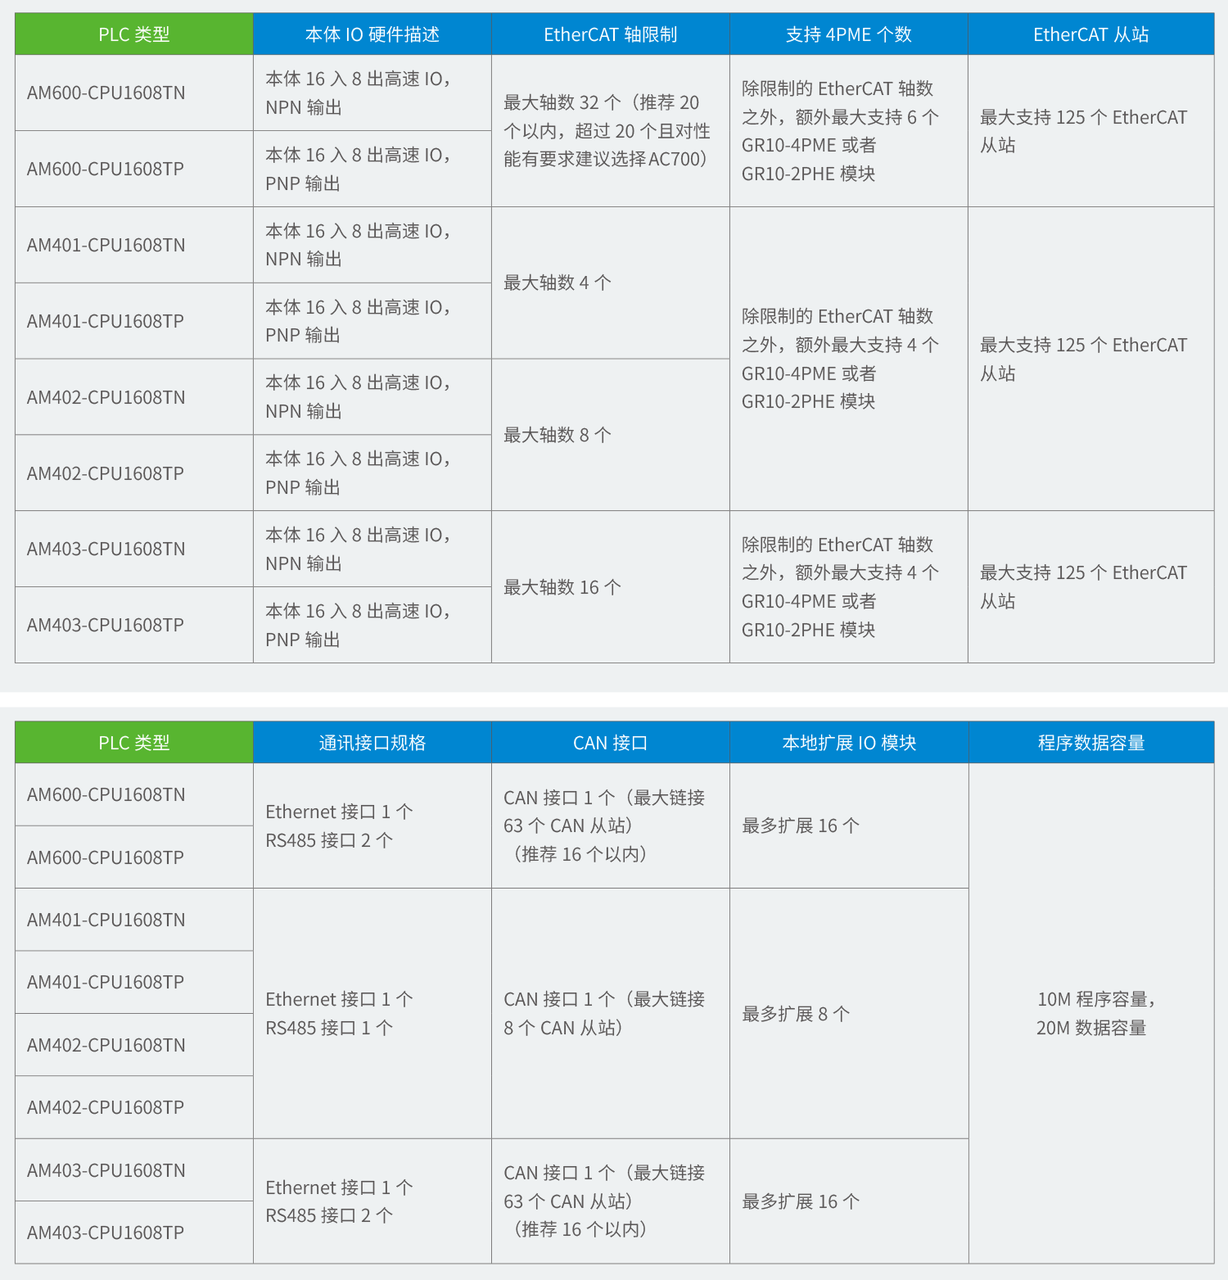 PLC 类型
本体 IO 硬件描述
EtherCAT 轴限制
支持 4PME 个数
EtherCAT 从站
AM600-CPU1608TN
本体 16 入 8 出高速 IO，
NPN 输出
最大轴数 32 个（推荐 20
个以内，超过 20 个且对性
能有要求建议选择 AC700）
除限制的 EtherCAT 轴数
之外，额外最大支持 6 个
GR10-4PME 或者
GR10-2PHE 模块
最大支持 125 个 EtherCAT
从站
AM600-CPU1608TP
本体 16 入 8 出高速 IO，
PNP 输出
AM401-CPU1608TN
本体 16 入 8 出高速 IO，
NPN 输出
最大轴数 4 个
除限制的 EtherCAT 轴数
之外，额外最大支持 4 个
GR10-4PME 或者
GR10-2PHE 模块
最大支持 125 个 EtherCAT
从站
AM401-CPU1608TP
本体 16 入 8 出高速 IO，
PNP 输出
AM402-CPU1608TN
本体 16 入 8 出高速 IO，
NPN 输出
最大轴数 8 个
AM402-CPU1608TP
本体 16 入 8 出高速 IO，
PNP 输出
AM403-CPU1608TN
本体 16 入 8 出高速 IO，
NPN 输出
最大轴数 16 个
除限制的 EtherCAT 轴数
之外，额外最大支持 4 个
GR10-4PME 或者
GR10-2PHE 模块
最大支持 125 个 EtherCAT
从站
AM403-CPU1608TP
本体 16 入 8 出高速 IO，
PNP 输出
PLC 类型
通讯接口规格
CAN 接口
本地扩展 IO 模块
程序数据容量
AM600-CPU1608TN
Ethernet 接口 1 个
RS485 接口 2 个
CAN 接口 1 个（最大链接
63 个 CAN 从站）
（推荐 16 个以内）
最多扩展 16 个
10M 程序容量，
20M 数据容量
AM600-CPU1608TP
AM401-CPU1608TN
Ethernet 接口 1 个
RS485 接口 1 个
CAN 接口 1 个（最大链接
8 个 CAN 从站）
最多扩展 8 个
AM401-CPU1608TP
AM402-CPU1608TN
AM402-CPU1608TP
AM403-CPU1608TN
Ethernet 接口 1 个
RS485 接口 2 个
CAN 接口 1 个（最大链接
63 个 CAN 从站）
（推荐 16 个以内）
最多扩展 16 个
AM403-CPU1608TP